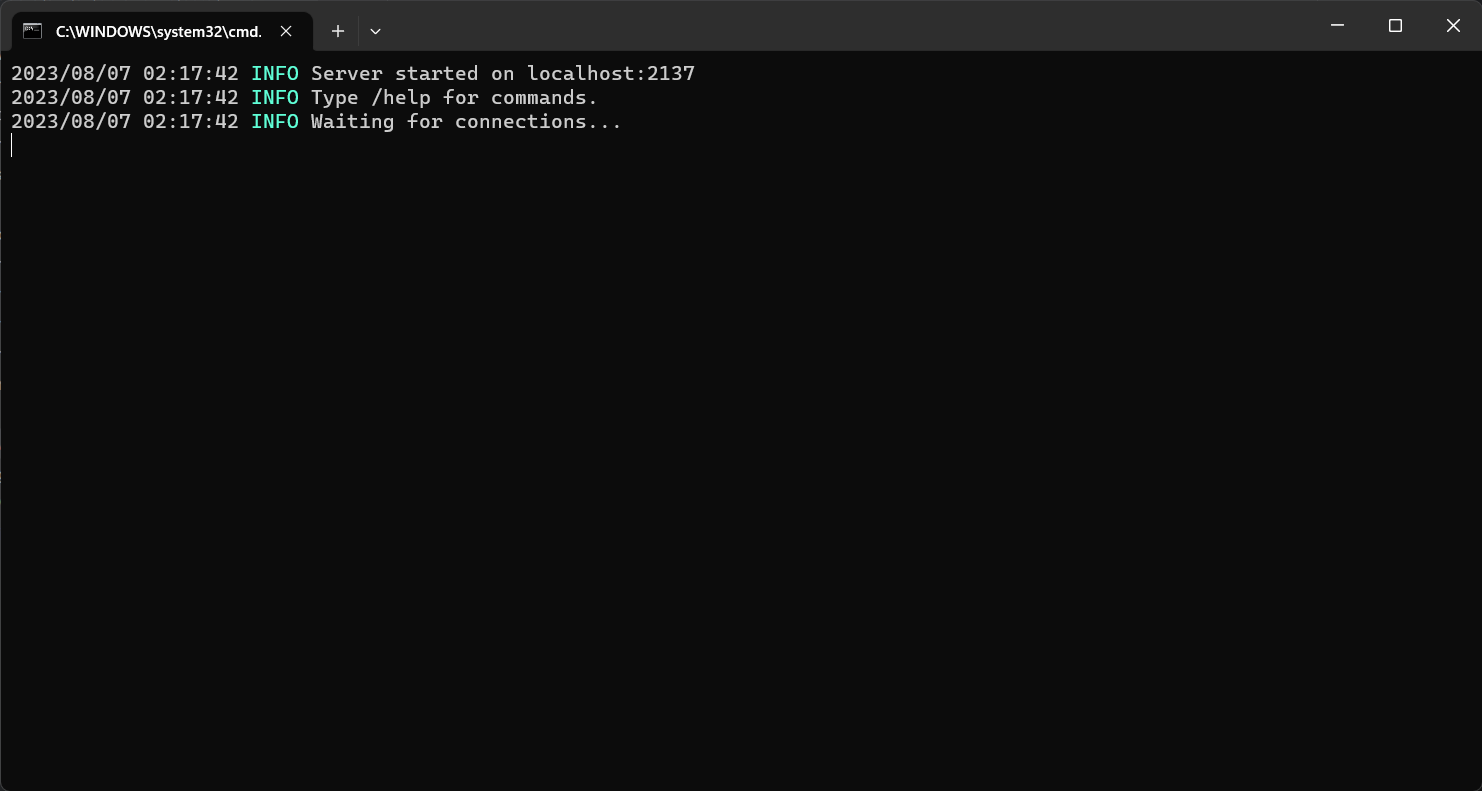 C:\WINDOWS\system32\cmd.
2023/08/07 02:17:42 INFO Server started on localhost:2137
2023/08/07 02:17:42 INFO Type /help for commands.
2023/08/07 02:17:42 INFO Waiting for connections...